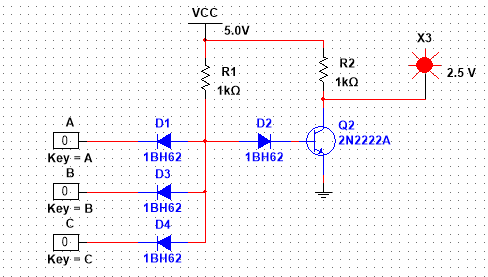 VCC
5.0V
X3
R1
1kΩ
R2
1kΩ
2.5 V
A
0
Key = A
D1
1BH62
D2
1BH62
Q2
2N2222A
B
0
Key = B
D3
1BH62
C
0
Key = C
D4
1BH62